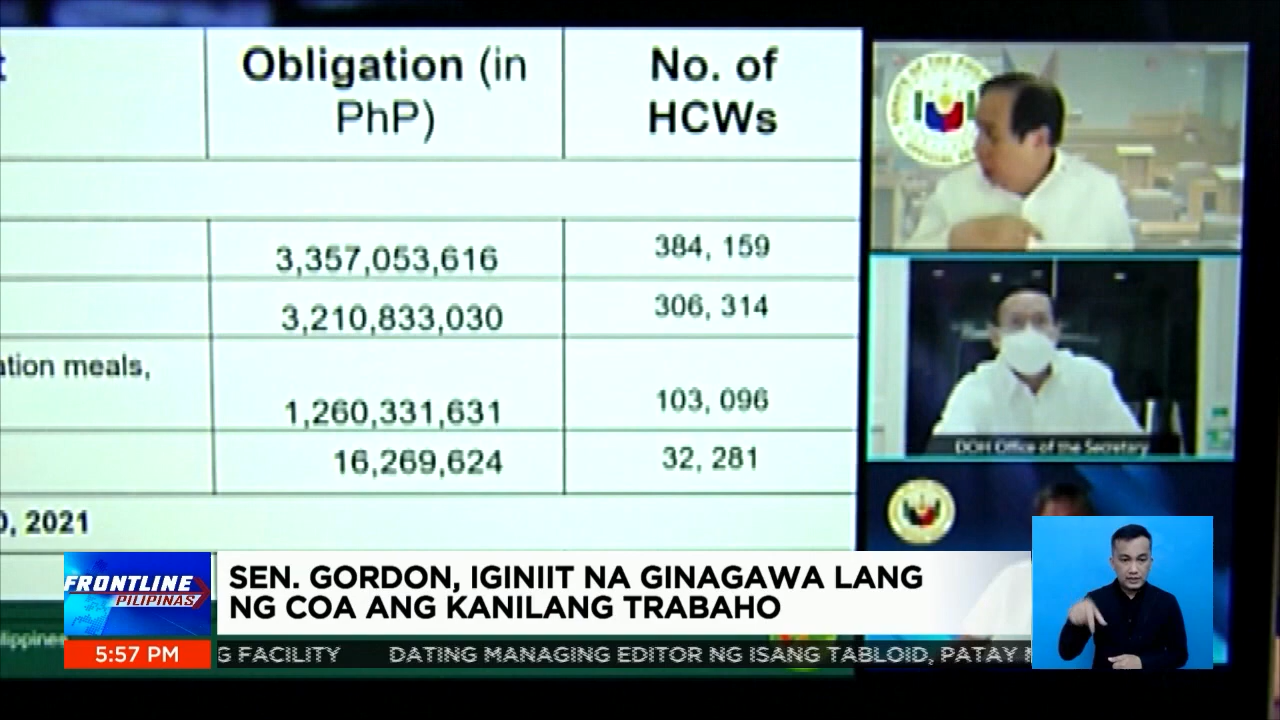 Obligation (in
PhP)
No. of
HCWs
3,357,053,616
384, 159
3,210,833,030
306, 314
ation meals,
1,260,331,631
103, 096
16,269,624
32, 281
0, 2021
DOH Office of the Secretary
FRONTLINE
PILIPINAS
SEN. GORDON, IGINIIT NA GINAGAWA LANG
NG COA ANG KANILANG TRABAHO
5:57 PM
G FACILITY DATING MANAGING EDITOR NG ISANG TABLOID, PATAY